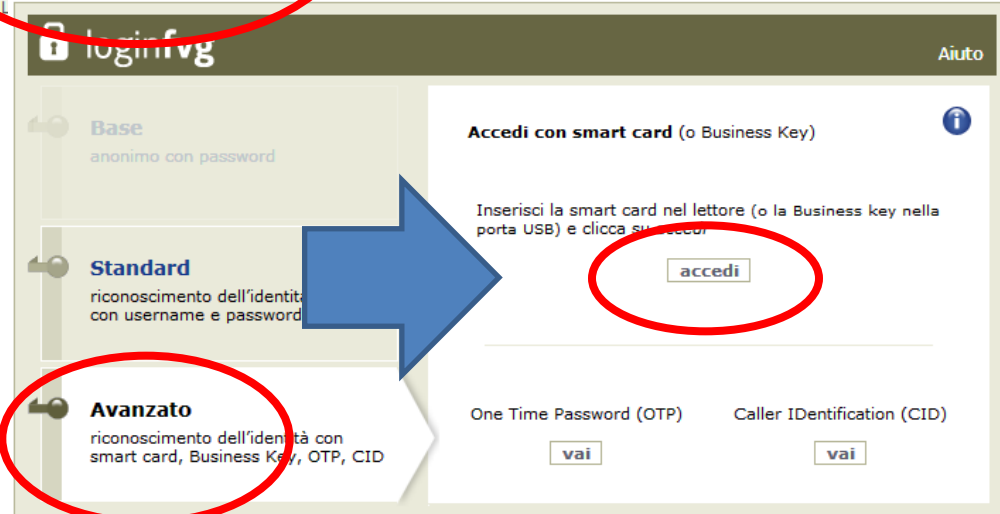 loginfvg
Aiuto
Base
anonimo con password
Standard
riconoscimento dell'identit
con username e password
Avanzato
riconoscimento dell'identità con
smart card, Business Key, OTP, CID
Accedi con smart card (o Business Key)
Inserisci la smart card nel lettore (o la Business key nella
porta USB) e clicca su
accedi
One Time Password (OTP)
vai
Caller IDentification (CID)
vai